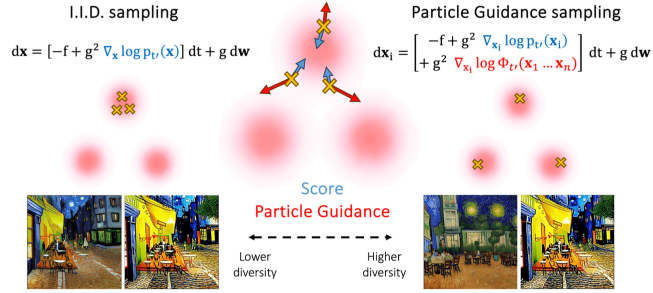 I.I.D. sampling
dx = [−f + g² ∇ₓ log pₜ′(x)] dt + g dw
Score
Particle Guidance
Lower
diversity
Higher
diversity
Particle Guidance sampling
dxᵢ = [ −f + g² ∇ₓᵢ log pₜ′(xᵢ)
+ g² ∇ₓᵢ log Φₜ′(x₁ … xₙ) ] dt + g dw